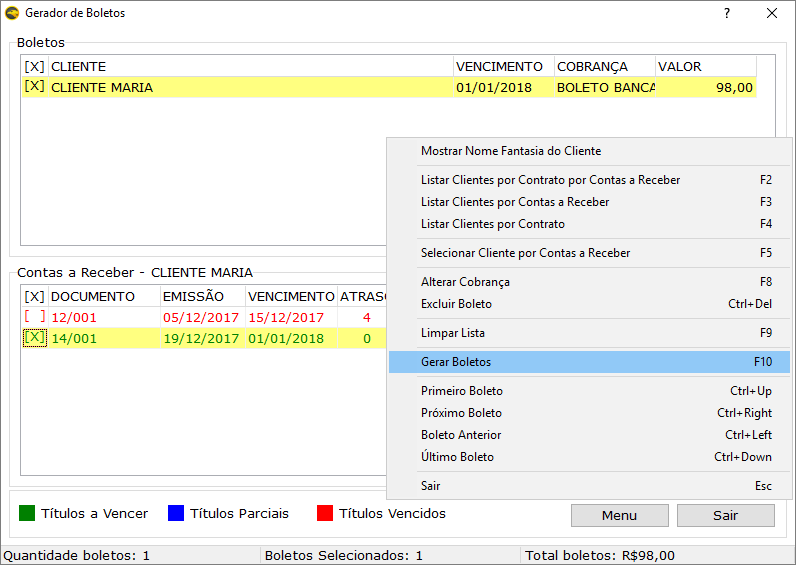 Gerador de Boletos
Boletos
[X] CLIENTE VENCIMENTO COBRANÇA VALOR
[X] CLIENTE MARIA 01/01/2018 BOLETO BANCA 98,00
Mostrar Nome Fantasia do Cliente
Listar Clientes por Contrato por Contas a Receber F2
Listar Clientes por Contas a Receber F3
Listar Clientes por Contrato F4
Selecionar Cliente por Contas a Receber F5
Alterar Cobrança F8
Excluir Boleto Ctrl+Del
Limpar Lista F9
Gerar Boletos F10
Primeiro Boleto Ctrl+Up
Próximo Boleto Ctrl+Right
Boleto Anterior Ctrl+Left
Último Boleto Ctrl+Down
Sair Esc
Contas a Receber - CLIENTE MARIA
[X] DOCUMENTO EMISSÃO VENCIMENTO ATRASO
[ ] 12/001 05/12/2017 15/12/2017 4
[X] 14/001 19/12/2017 01/01/2018 0
Títulos a Vencer Títulos Parciais Títulos Vencidos Menu Sair
Quantidade boletos: 1 Boletos Selecionados: 1 Total boletos: R$98,00